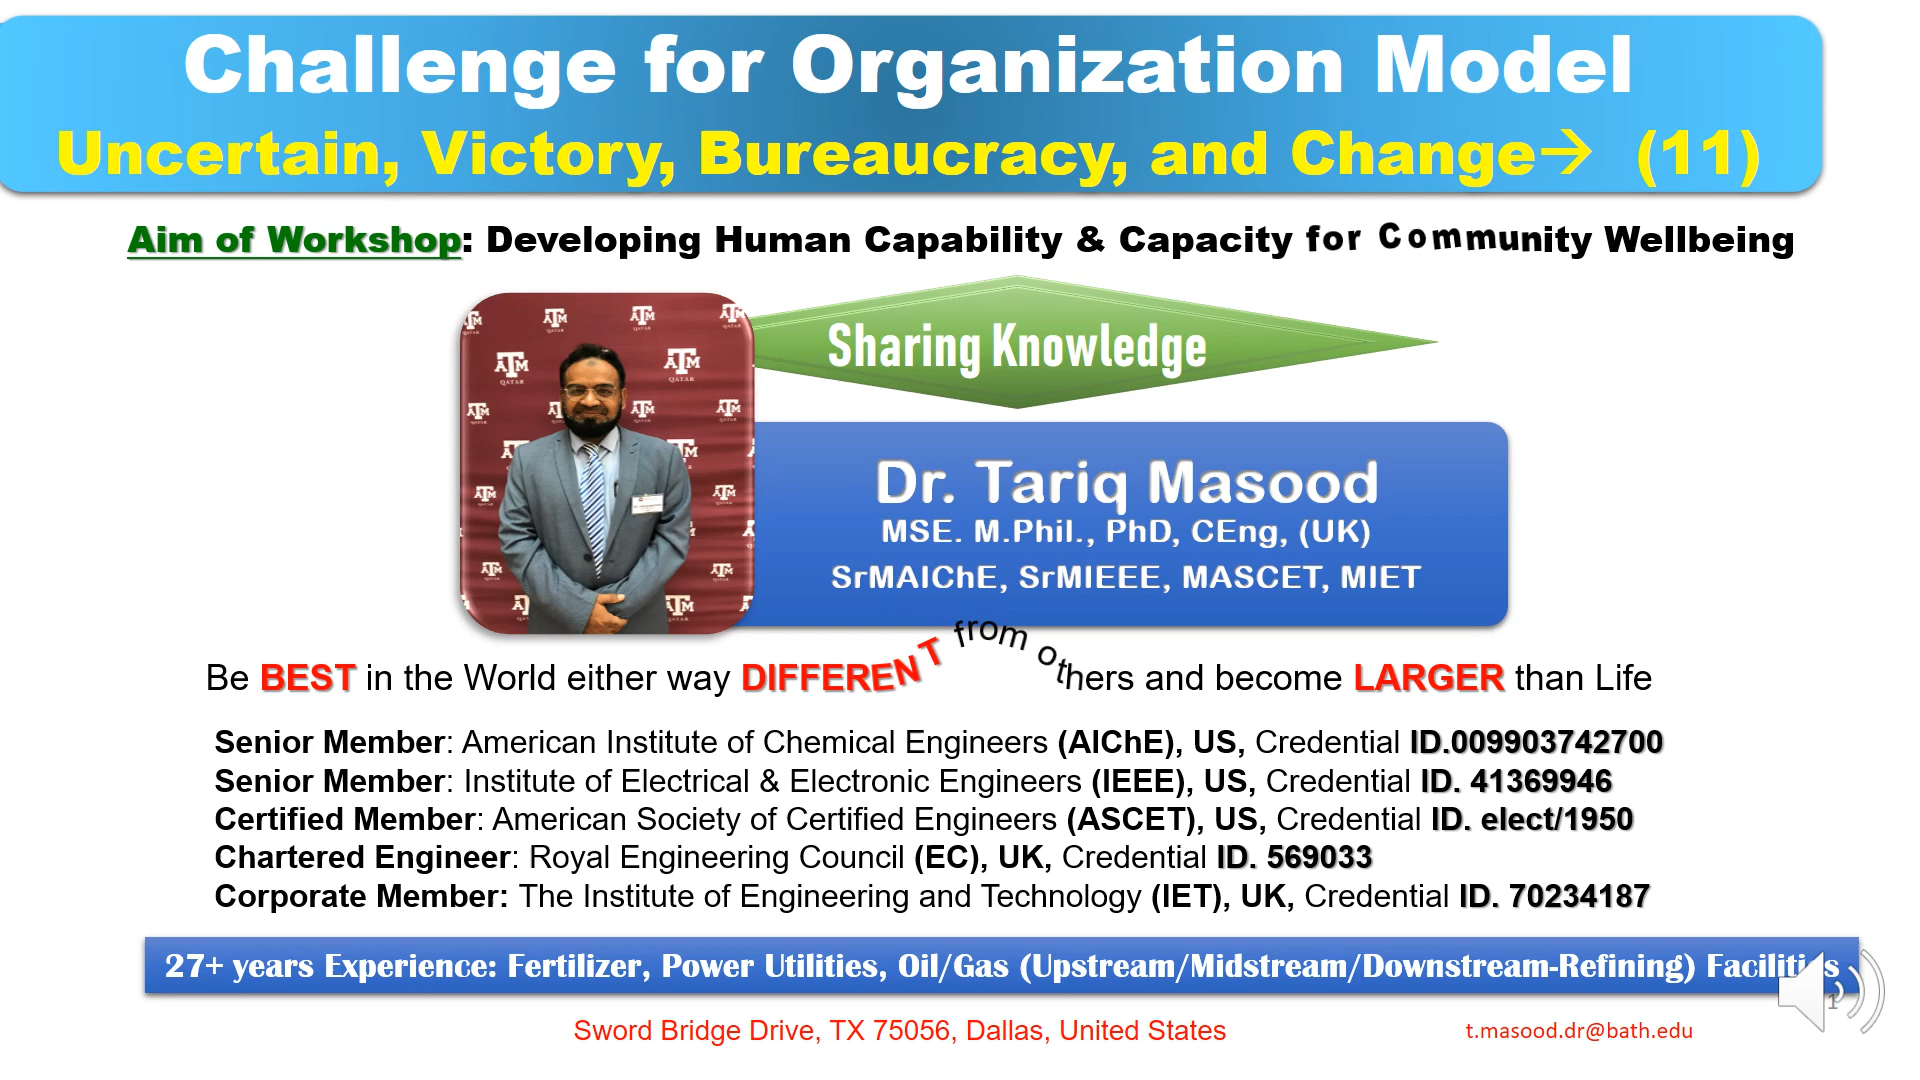 Challenge for Organization Model
Uncertain, Victory, Bureaucracy, and Change→ (11)
Aim of Workshop: Developing Human Capability & Capacity for Community Wellbeing
Sharing Knowledge
ATM
QATAR
Dr. Tariq Masood
MSE. M.Phil., PhD, CEng, (UK)
SrMAIChE, SrMIEEE, MASCET, MIET
Be BEST in the World either way DIFFERENT from others and become LARGER than Life
Senior Member: American Institute of Chemical Engineers (AIChE), US, Credential ID.009903742700
Senior Member: Institute of Electrical & Electronic Engineers (IEEE), US, Credential ID. 41369946
Certified Member: American Society of Certified Engineers (ASCET), US, Credential ID. elect/1950
Chartered Engineer: Royal Engineering Council (EC), UK, Credential ID. 569033
Corporate Member: The Institute of Engineering and Technology (IET), UK, Credential ID. 70234187
27+ years Experience: Fertilizer, Power Utilities, Oil/Gas (Upstream/Midstream/Downstream-Refining) Facilities
1
Sword Bridge Drive, TX 75056, Dallas, United States
t.masood.dr@bath.edu